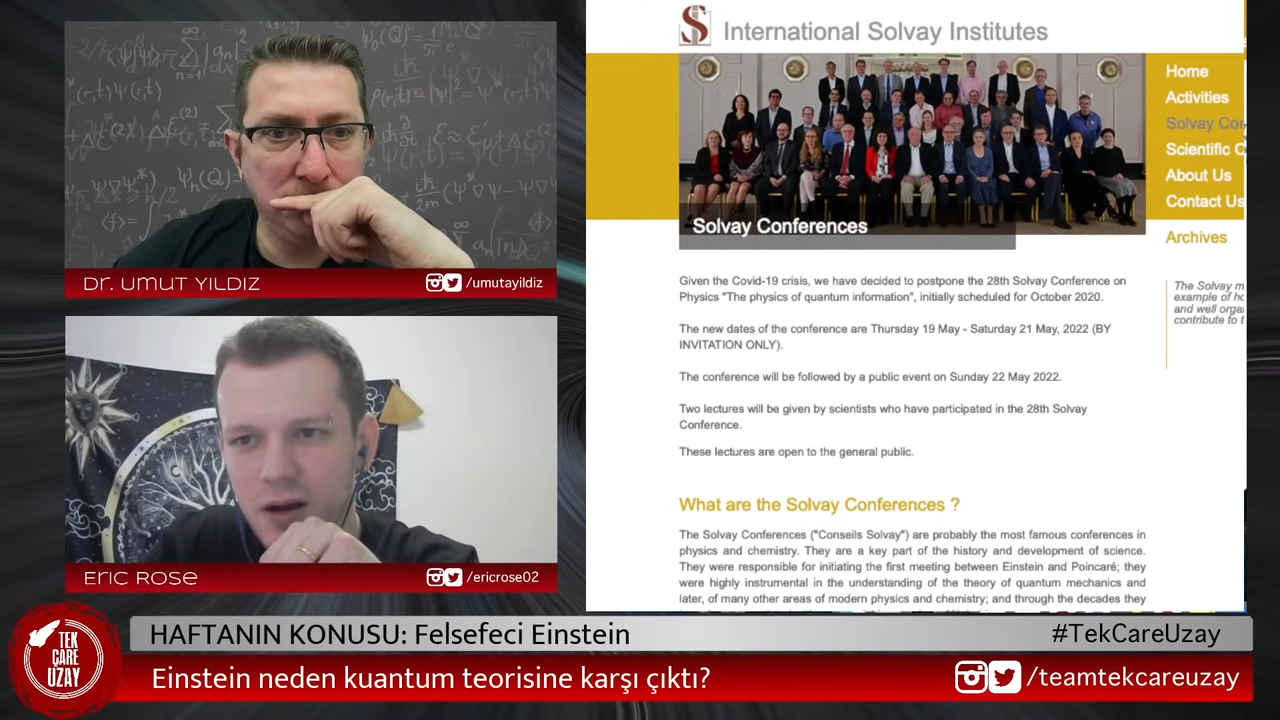 International Solvay Institutes
Home
Activities
Solvay Con
Scientific C
About Us
Contact Us
Archives
Solvay Conferences
Given the Covid-19 crisis, we have decided to postpone the 28th Solvay Conference on
Physics "The physics of quantum information", initially scheduled for October 2020.
The new dates of the conference are Thursday 19 May - Saturday 21 May, 2022 (BY
INVITATION ONLY).
The conference will be followed by a public event on Sunday 22 May 2022.
Two lectures will be given by scientists who have participated in the 28th Solvay
Conference.
These lectures are open to the general public.
The Solvay m
example of ho
and well orga
contribute to t
What are the Solvay Conferences ?
The Solvay Conferences ("Conseils Solvay") are probably the most famous conferences in
physics and chemistry. They are a key part of the history and development of science.
They were responsible for initiating the first meeting between Einstein and Poincaré; they
were highly instrumental in the understanding of the theory of quantum mechanics and
later, of many other areas of modern physics and chemistry; and through the decades they
Dr. Umut YILDIZ
/umutayildiz
Eric Rose
/ericrose02
TEK
ÇARE
UZAY
HAFTANIN KONUSU: Felsefeci Einstein
#TekCareUzay
Einstein neden kuantum teorisine karşı çıktı?
/teamtekcareuzay